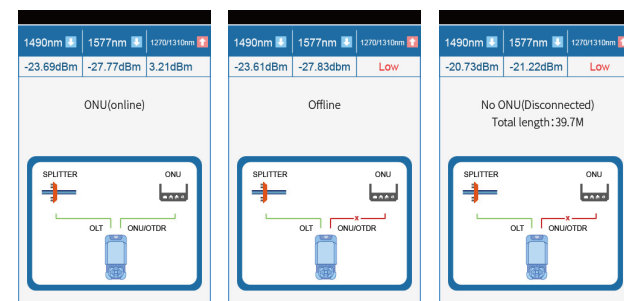 1490nm 1577nm 1270/1310nm
-23.69dBm -27.77dBm 3.21dBm
ONU(online)
SPLITTER ONU
OLT ONU/OTDR
1490nm 1577nm 1270/1310nm
-23.61dBm -27.83dbm Low
Offline
SPLITTER ONU
x
OLT ONU/OTDR
1490nm 1577nm 1270/1310nm
-20.73dBm -21.22dBm Low
No ONU(Disconnected)
Total length:39.7M
SPLITTER ONU
x
OLT ONU/OTDR